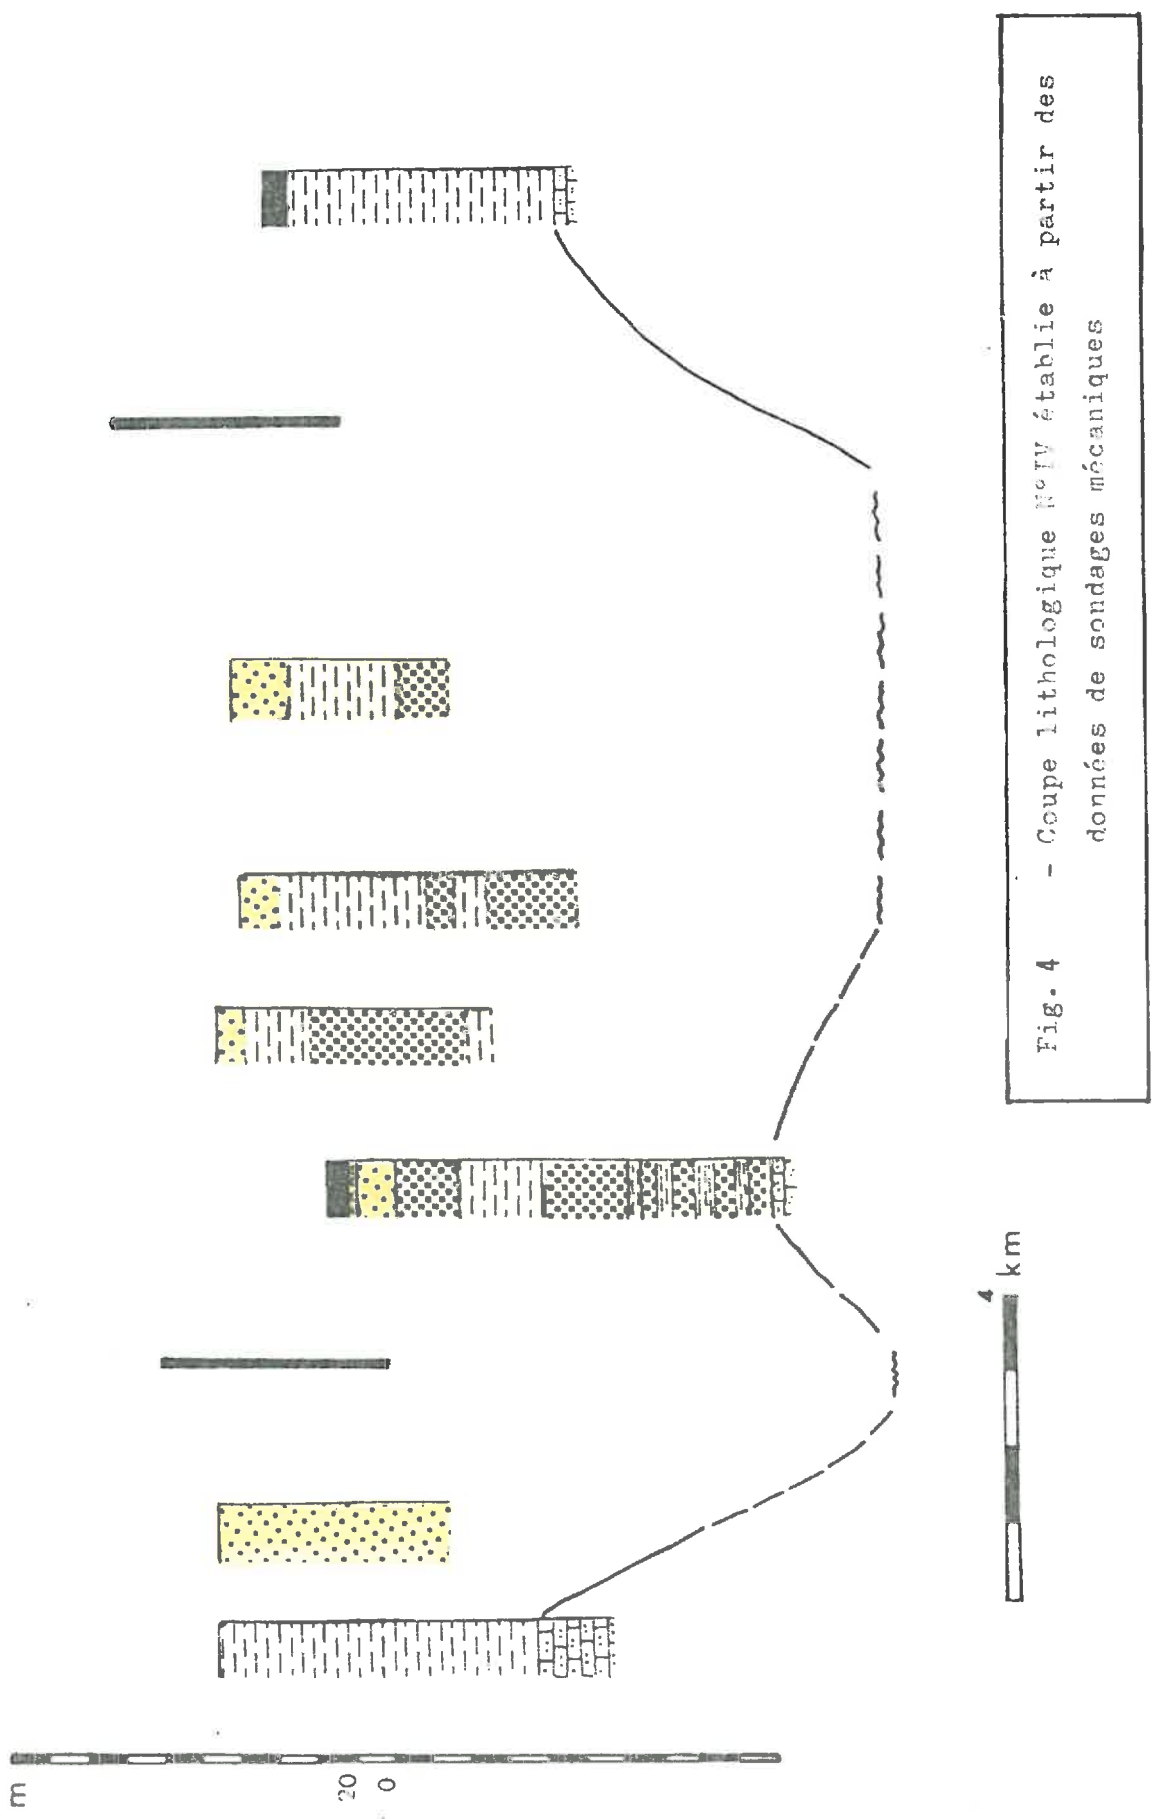 m
20
0
4
km
Fig. 4 - Coupe lithologique N°IV établie à partir des
données de sondages mécaniques